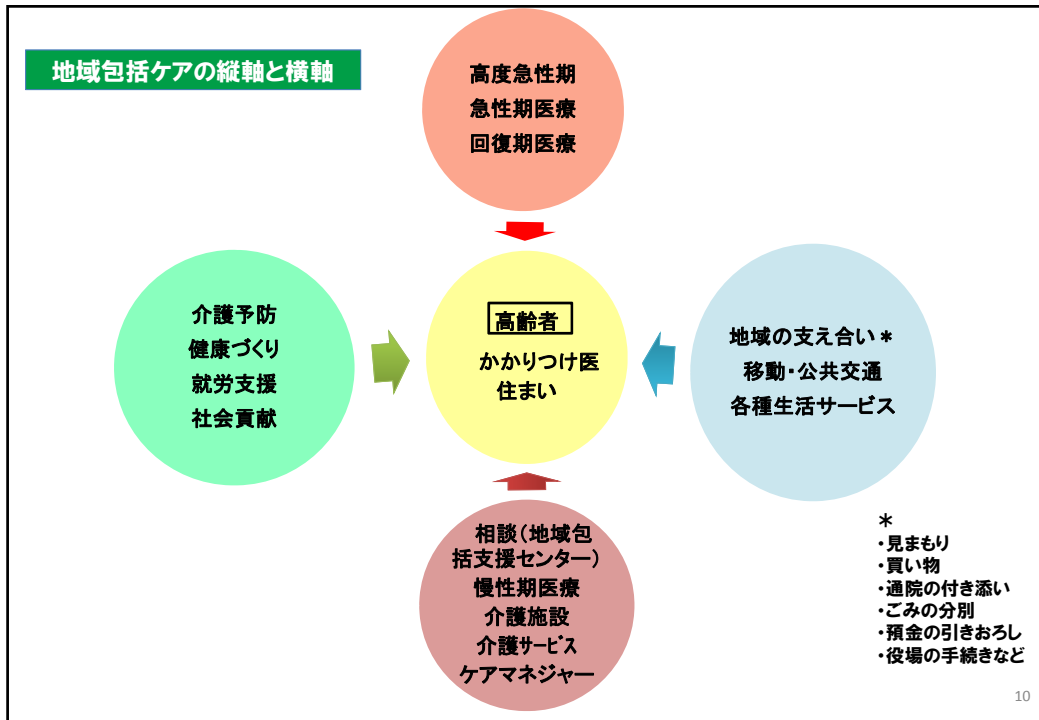 地域包括ケアの縦軸と横軸
高度急性期
急性期医療
回復期医療
介護予防
健康づくり
就労支援
社会貢献
高齢者
かかりつけ医
住まい
地域の支え合い＊
移動・公共交通
各種生活サービス
相談（地域包
括支援センター）
慢性期医療
介護施設
介護ｻｰﾋﾞｽ
ケアマネジャー
＊
・見まもり
・買い物
・通院の付き添い
・ごみの分別
・預金の引きおろし
・役場の手続きなど
10